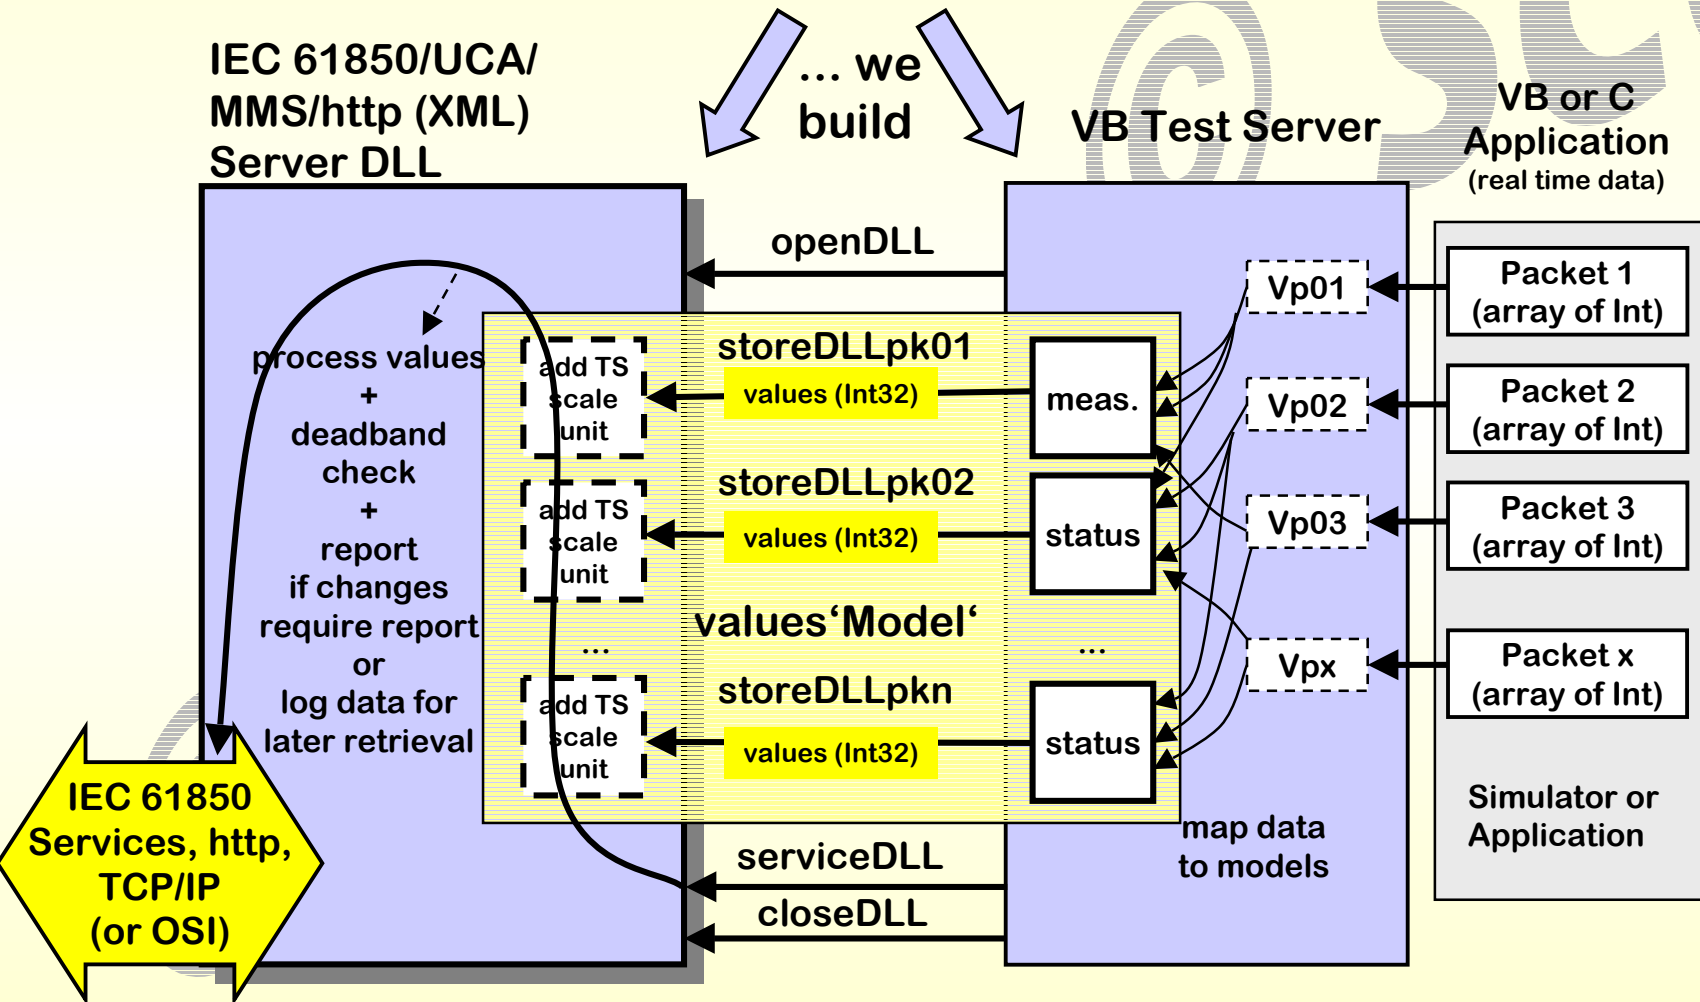 IEC 61850/UCA/
MMS/http (XML)
Server DLL
... we
build
VB Test Server
VB or C
Application
(real time data)
openDLL
process values
+
deadband
check
+
report
if changes
require report
or
log data for
later retrieval
add TS
scale
unit
storeDLLpk01
values (Int32)
meas.
add TS
scale
unit
storeDLLpk02
values (Int32)
status
values‘Model‘
...
...
add TS
scale
unit
storeDLLpkn
values (Int32)
status
Vp01
Vp02
Vp03
Vpx
map data
to models
Packet 1
(array of Int)
Packet 2
(array of Int)
Packet 3
(array of Int)
Packet x
(array of Int)
Simulator or
Application
serviceDLL
closeDLL
IEC 61850
Services, http,
TCP/IP
(or OSI)